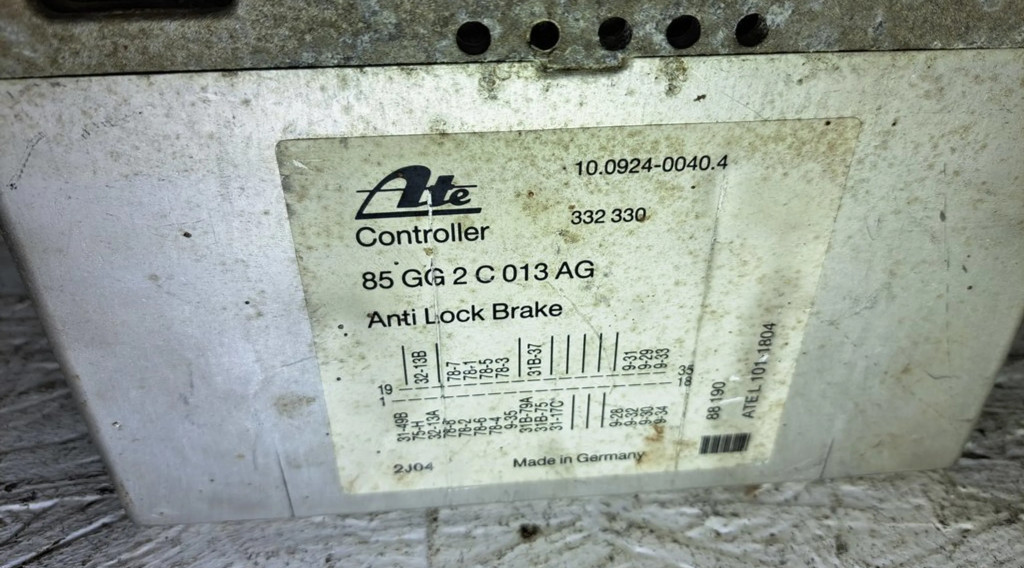 Ate
10.0924-0040.4
332 330
Controller
85 GG 2 C 013 AG
Anti Lock Brake
32-13B 78-7 78-1 78-5 78-3 31B-37 9-31 9-29 9-33
19 35
1 18
31-49B 75-H 32-13A 78-8 78-2 78-6 78-4 9-35 31B-79A 31B-75 31-17C 9-28 9-32 9-30 9-34
88 190
ATE L 101 1804
2J04
Made in Germany